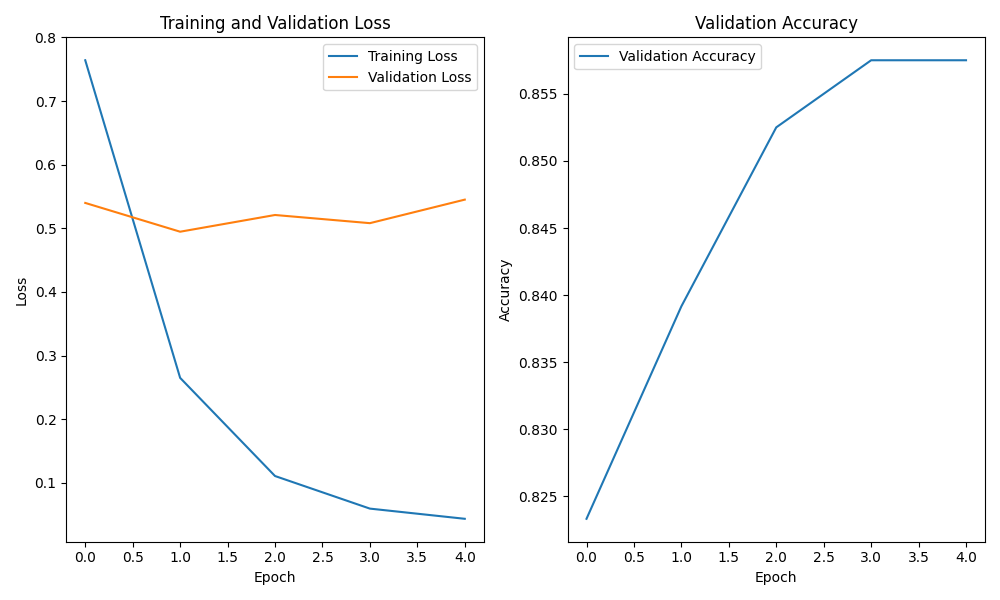 Training and Validation Loss
Training Loss
Validation Loss
0.8
0.7
0.6
0.5
0.4
0.3
0.2
0.1
Loss
0.0 0.5 1.0 1.5 2.0 2.5 3.0 3.5 4.0
Epoch
Validation Accuracy
Validation Accuracy
0.855
0.850
0.845
0.840
0.835
0.830
0.825
Accuracy
0.0 0.5 1.0 1.5 2.0 2.5 3.0 3.5 4.0
Epoch